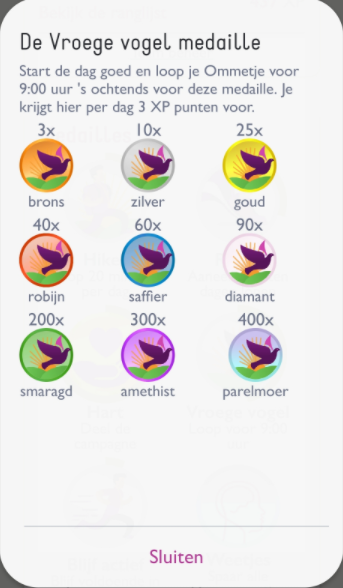 De Vroege vogel medaille
Start de dag goed en loop je Ommetje voor
9:00 uur 's ochtends voor deze medaille. Je
krijgt hier per dag 3 XP punten voor.
3x 10x 25x
brons zilver goud
40x 60x 90x
robijn saffier diamant
200x 300x 400x
smaragd amethist parelmoer
Sluiten